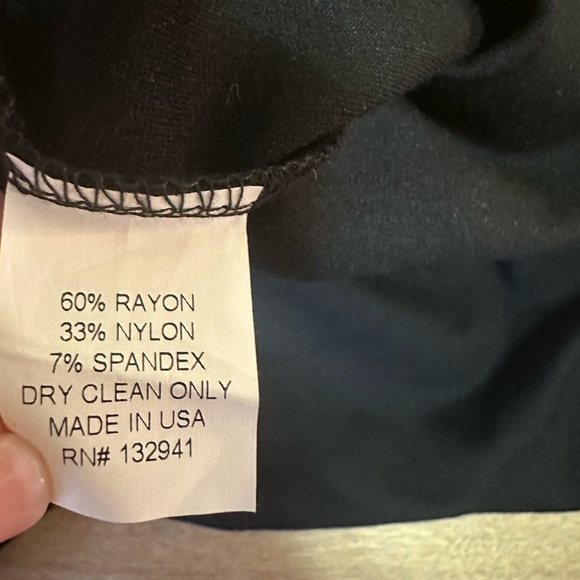 60% RAYON
33% NYLON
7% SPANDEX
DRY CLEAN ONLY
MADE IN USA
RN# 132941